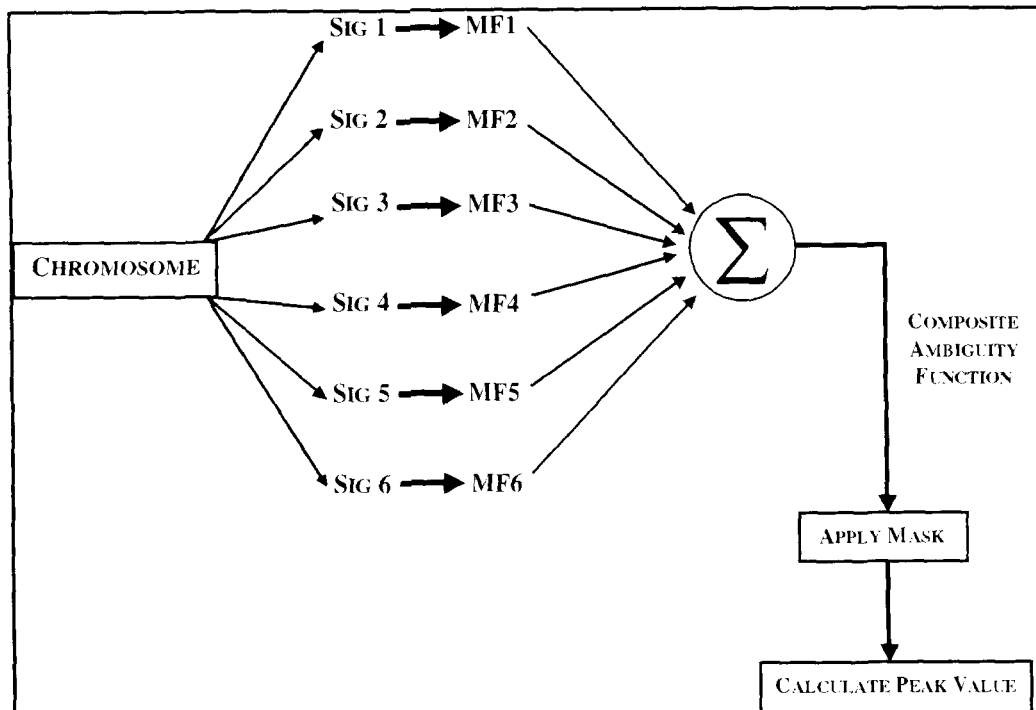 SIG 1 MF1
SIG 2 MF2
SIG 3 MF3
CHROMOSOME
Σ
SIG 4 MF4
COMPOSITE
AMBIGUITY
FUNCTION
SIG 5 MF5
SIG 6 MF6
APPLY MASK
CALCULATE PEAK VALUE